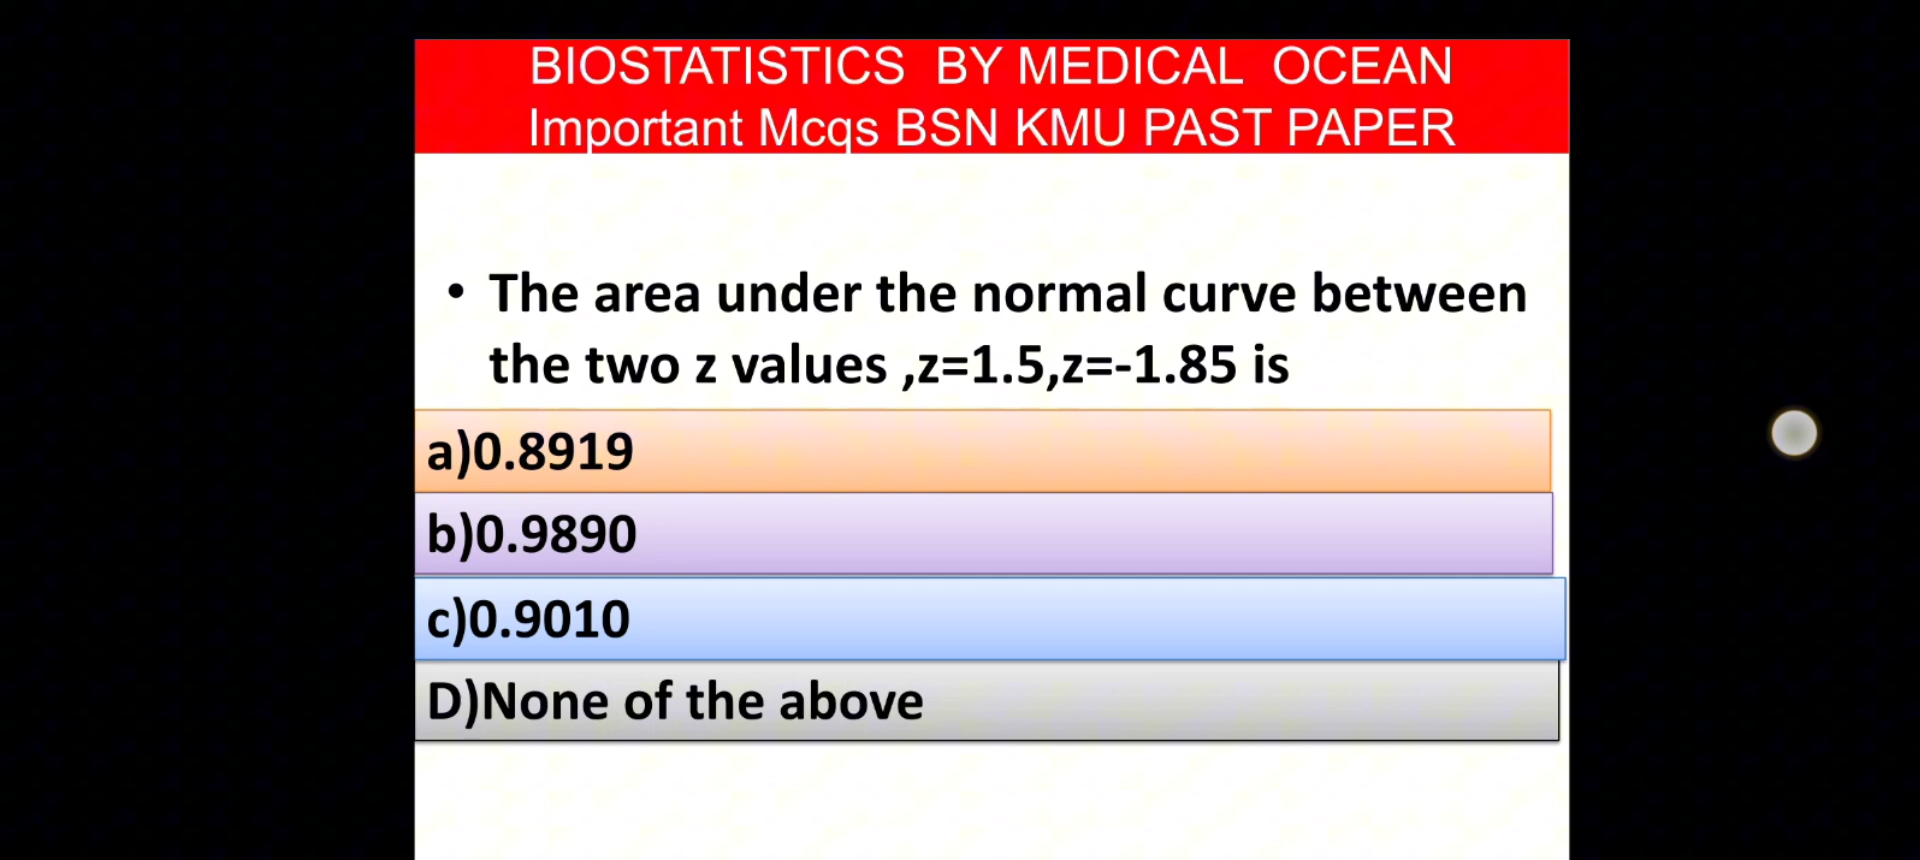 BIOSTATISTICS BY MEDICAL OCEAN
Important Mcqs BSN KMU PAST PAPER
• The area under the normal curve between
the two z values ,z=1.5,z=-1.85 is
a)0.8919
b)0.9890
c)0.9010
D)None of the above